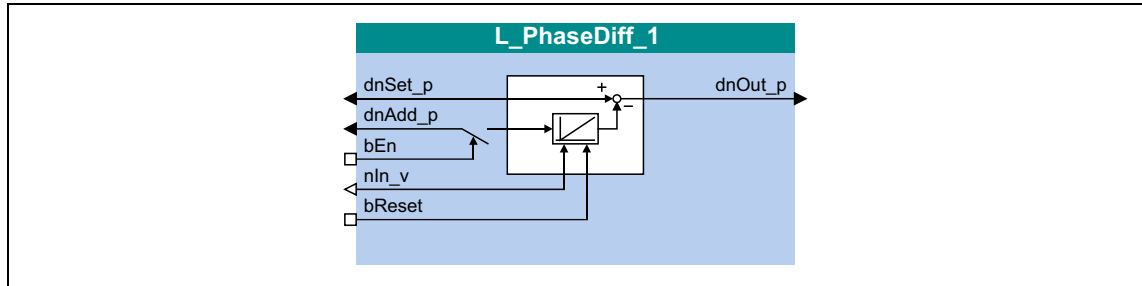 L_PhaseDiff_1
dnSet_p
dnOut_p
dnAdd_p
bEn
nIn_v
bReset
+
−